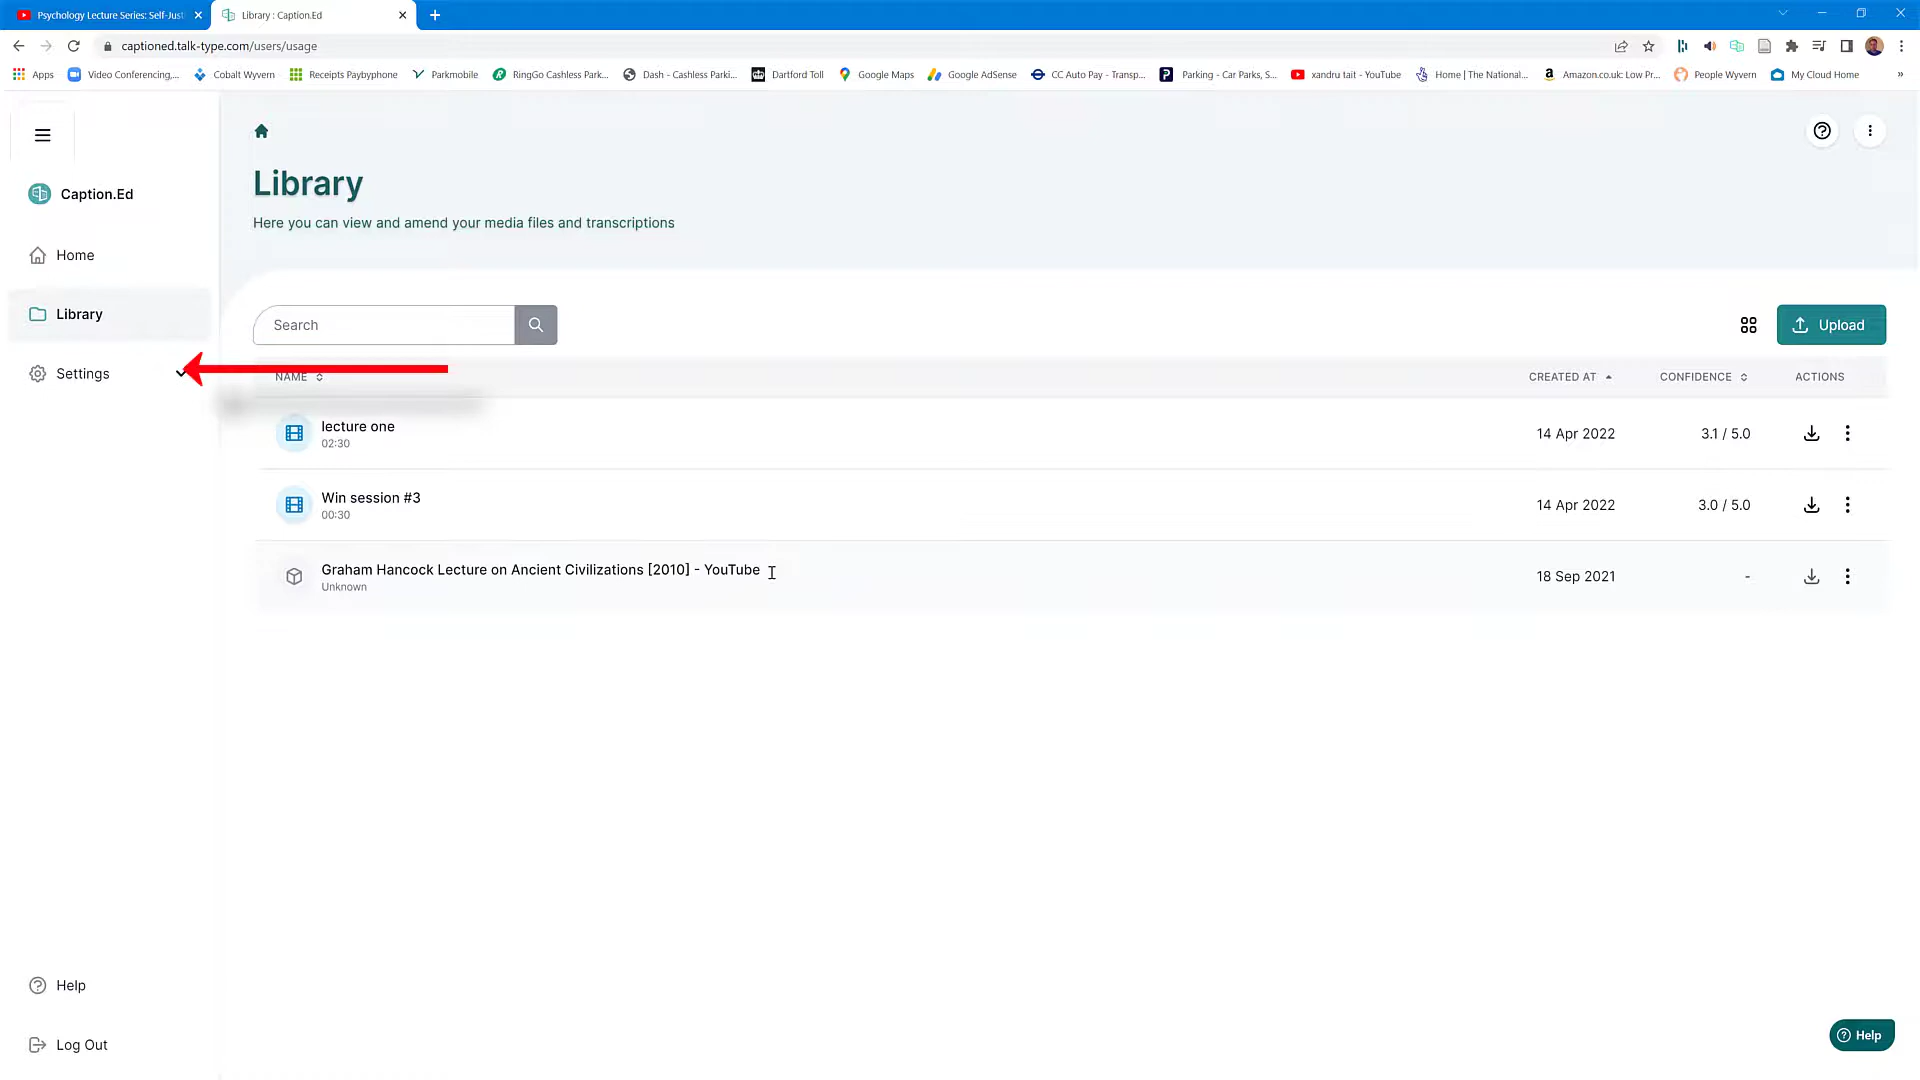 Psychology Lecture Series: Self-Just
Library : Caption.Ed
captioned.talk-type.com/users/usage
Apps
Video Conferencing,...
Cobalt Wyvern
Receipts Paybyphone
Parkmobile
RingGo Cashless Park...
Dash - Cashless Parki...
Dartford Toll
Google Maps
Google AdSense
CC Auto Pay - Transp...
Parking - Car Parks, S...
xandru tait - YouTube
Home | The National...
Amazon.co.uk: Low Pr...
People Wyvern
My Cloud Home
»
Caption.Ed
Home
Library
Settings
Help
Log Out
Library
Here you can view and amend your media files and transcriptions
Search
Upload
NAME
CREATED AT
CONFIDENCE
ACTIONS
lecture one
02:30
14 Apr 2022
3.1 / 5.0
Win session #3
00:30
14 Apr 2022
3.0 / 5.0
Graham Hancock Lecture on Ancient Civilizations [2010] - YouTube
Unknown
18 Sep 2021
-
Help